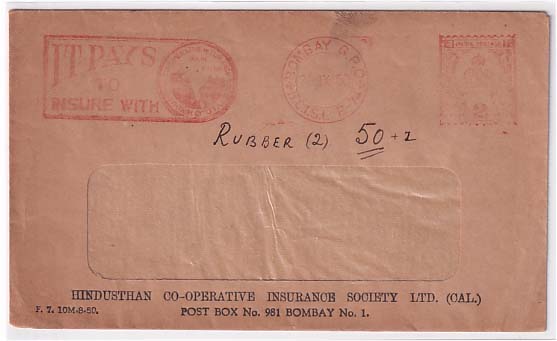 IT PAYS
TO
INSURE WITH
BOMBAY G.P.O.
RUBBER (2) 50 + 2
HINDUSTHAN CO-OPERATIVE INSURANCE SOCIETY LTD. (CAL.)
F. 7. 10M-8-50. POST BOX No. 981 BOMBAY No. 1.